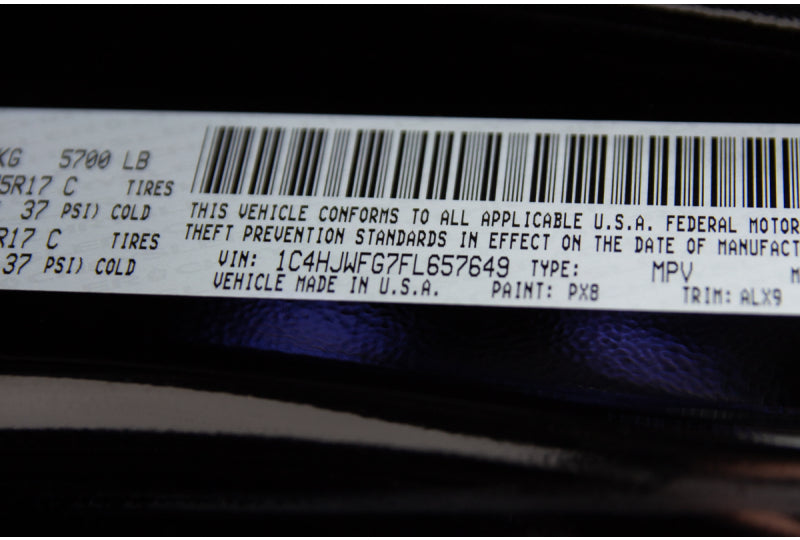 KG 5700 LB
5R17 C TIRES
37 PSI) COLD
R17 C TIRES
37 PSI) COLD
THIS VEHICLE CONFORMS TO ALL APPLICABLE U.S.A. FEDERAL MOTOR
THEFT PREVENTION STANDARDS IN EFFECT ON THE DATE OF MANUFACT
VIN: 1C4HJWFG7FL657649 TYPE: MPV M
VEHICLE MADE IN U.S.A. PAINT: PX8 TRIM: ALX9